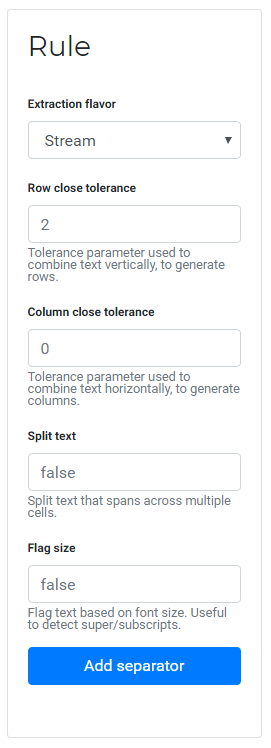 Rule
Extraction flavor
Stream
Row close tolerance
2
Tolerance parameter used to
combine text vertically, to generate
rows.
Column close tolerance
0
Tolerance parameter used to
combine text horizontally, to generate
columns.
Split text
false
Split text that spans across multiple
cells.
Flag size
false
Flag text based on font size. Useful
to detect super/subscripts.
Add separator